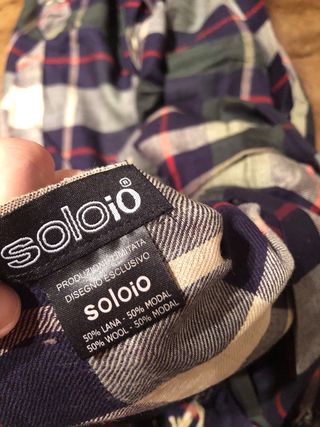 soloio®
PRODUZIONE LIMITATA
DISEGNO ESCLUSIVO
soloio
50% LANA - 50% MODAL
50% WOOL - 50% MODAL